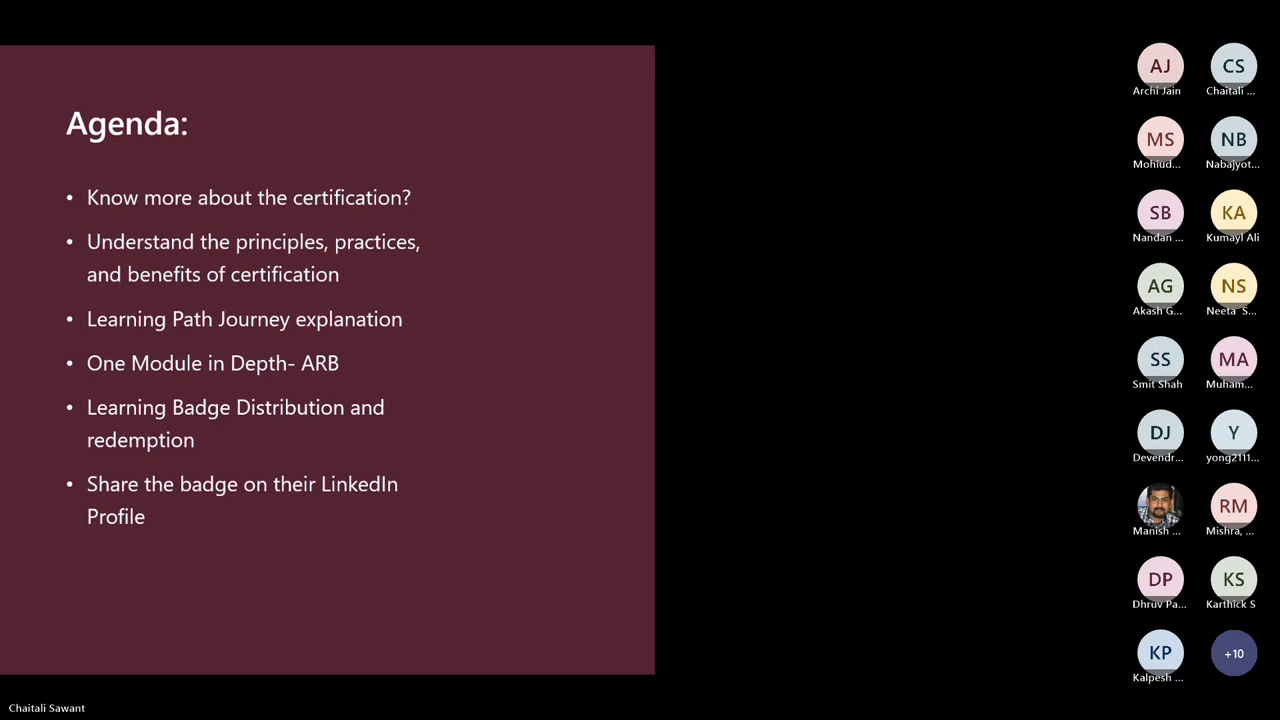 Agenda:
• Know more about the certification?
• Understand the principles, practices,
and benefits of certification
• Learning Path Journey explanation
• One Module in Depth- ARB
• Learning Badge Distribution and
redemption
• Share the badge on their LinkedIn
Profile
AJ
Archi Jain
CS
Chaitali ...
MS
Mohiud...
NB
Nabajyot...
SB
Nandan ...
KA
Kumayl Ali
AG
Akash G...
NS
Neeta S...
SS
Smit Shah
MA
Muham...
DJ
Devendr...
Y
yong2111...
Manish ...
RM
Mishra, ...
DP
Dhruv Pa...
KS
Karthick S
KP
Kalpesh ...
+10
Chaitali Sawant